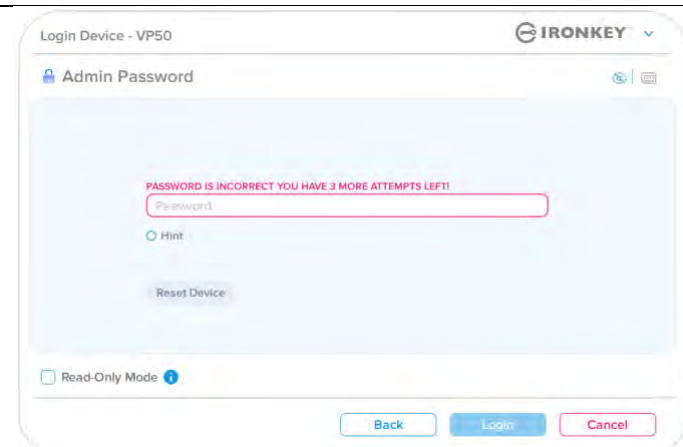 Login Device - VP50
IRONKEY
Admin Password
PASSWORD IS INCORRECT YOU HAVE 3 MORE ATTEMPTS LEFT!
Password
Hint
Reset Device
Read-Only Mode
Back
Login
Cancel